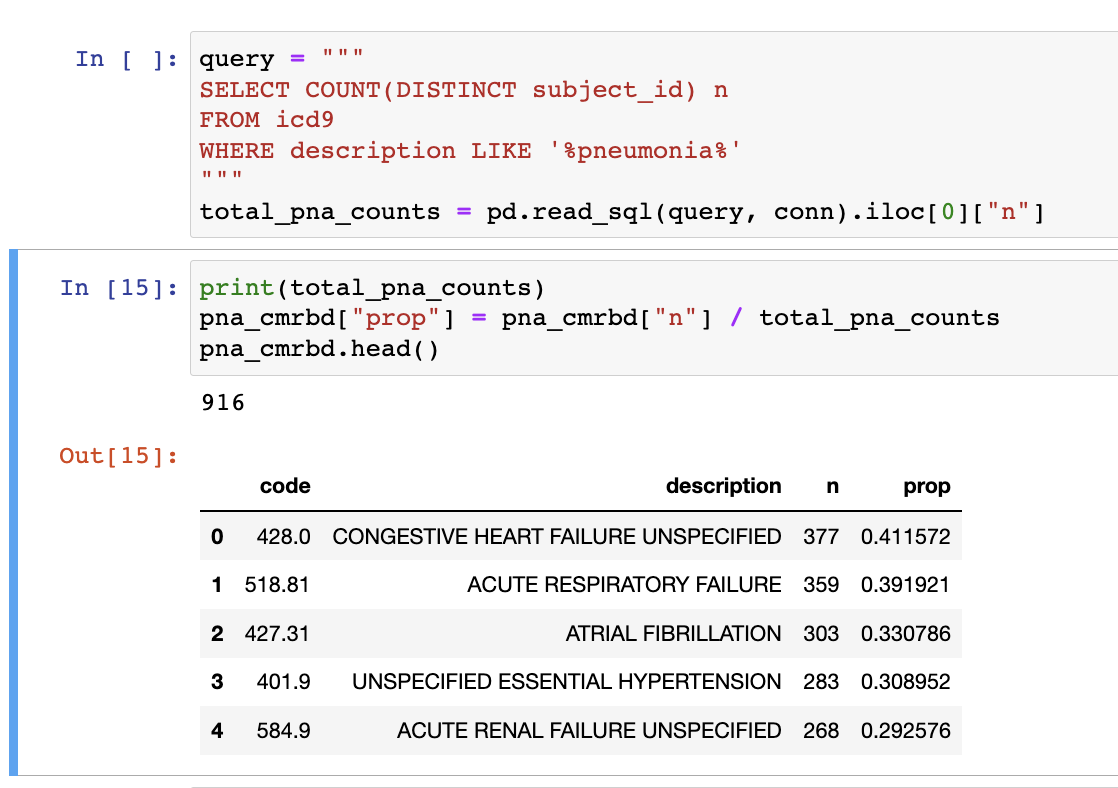 In [ ]: query = """
SELECT COUNT(DISTINCT subject_id) n
FROM icd9
WHERE description LIKE '%pneumonia%'
"""
total_pna_counts = pd.read_sql(query, conn).iloc[0]["n"]
In [15]: print(total_pna_counts)
pna_cmrbd["prop"] = pna_cmrbd["n"] / total_pna_counts
pna_cmrbd.head()
916
Out[15]:
code description n prop
0 428.0 CONGESTIVE HEART FAILURE UNSPECIFIED 377 0.411572
1 518.81 ACUTE RESPIRATORY FAILURE 359 0.391921
2 427.31 ATRIAL FIBRILLATION 303 0.330786
3 401.9 UNSPECIFIED ESSENTIAL HYPERTENSION 283 0.308952
4 584.9 ACUTE RENAL FAILURE UNSPECIFIED 268 0.292576